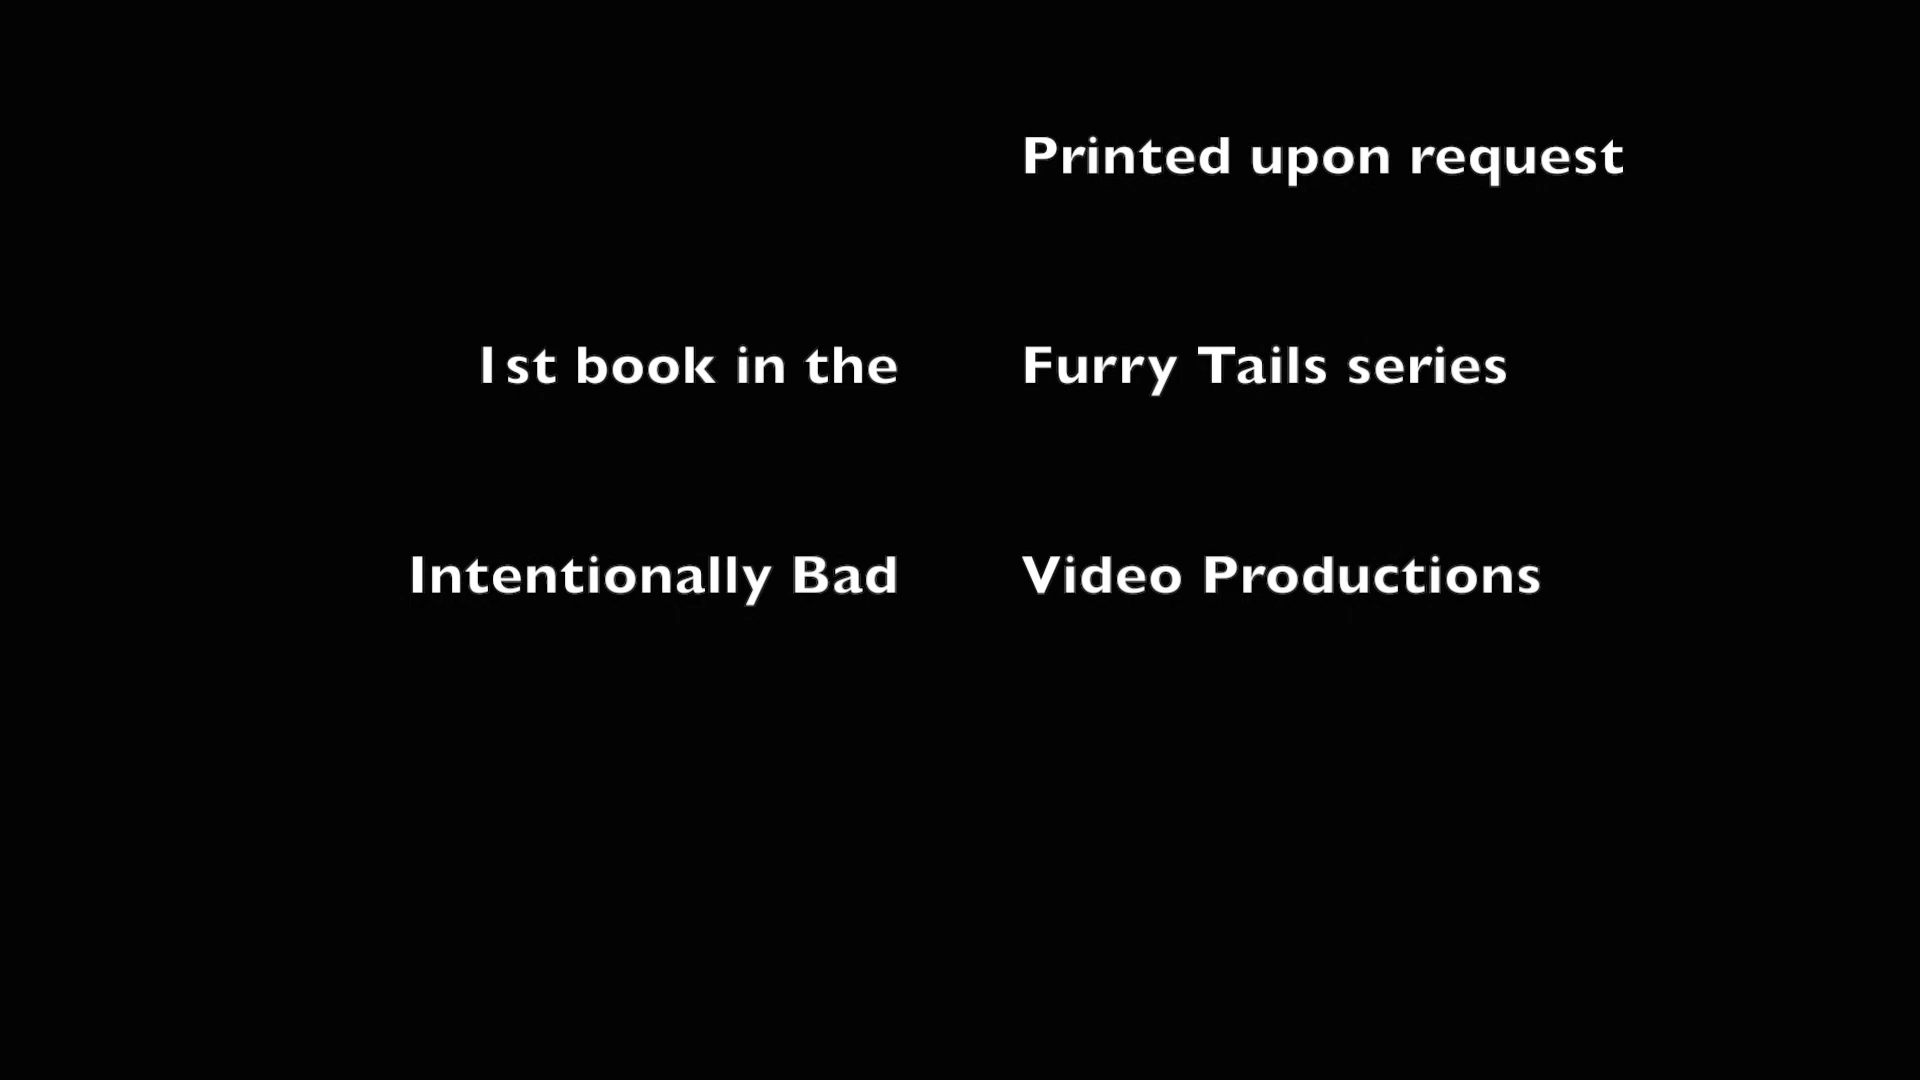 Printed upon request
1st book in the Furry Tails series
Intentionally Bad Video Productions